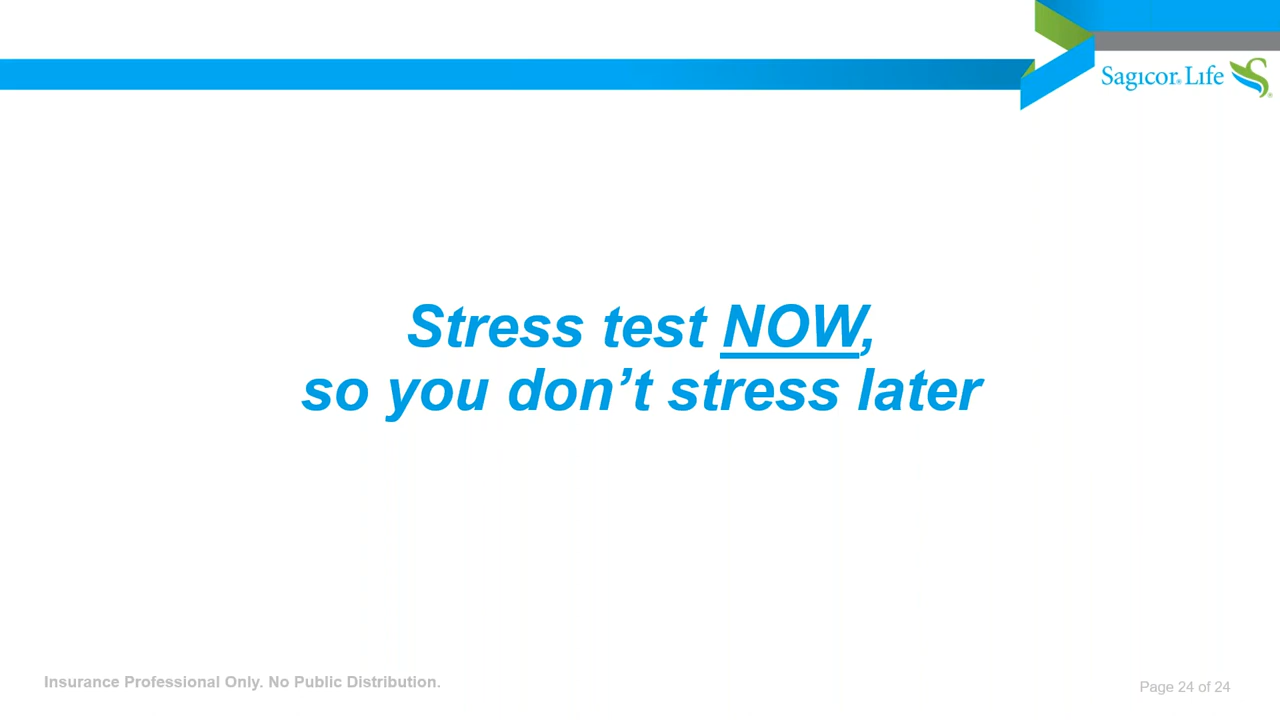 Sagicor® Life
Stress test NOW,
so you don’t stress later
Insurance Professional Only. No Public Distribution.
Page 24 of 24